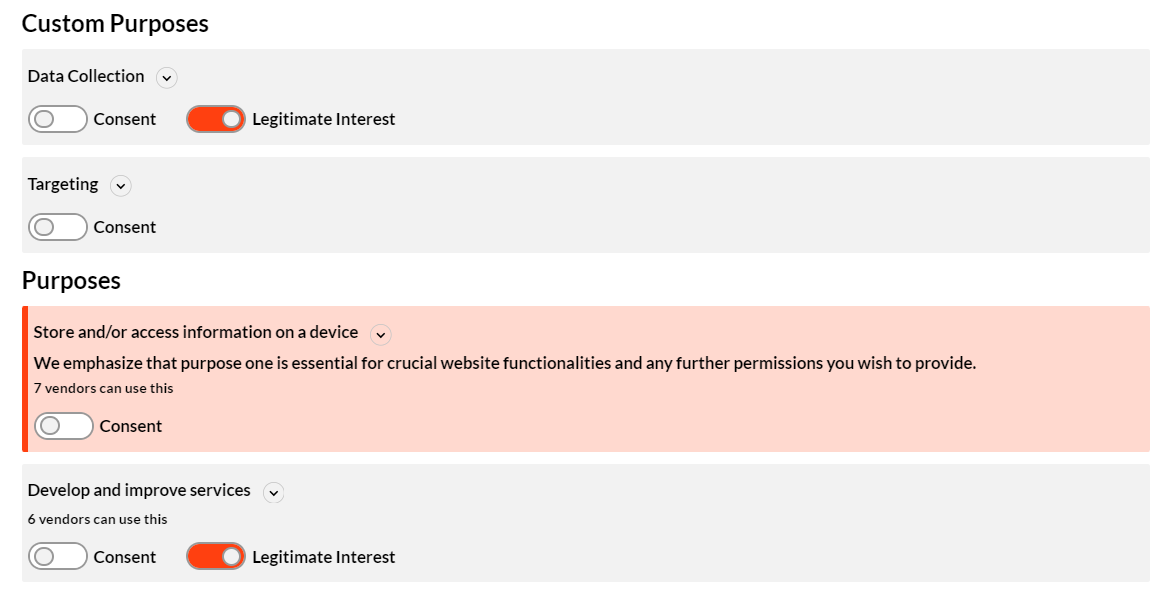 Custom Purposes
Data Collection
Consent Legitimate Interest
Targeting
Consent
Purposes
Store and/or access information on a device
We emphasize that purpose one is essential for crucial website functionalities and any further permissions you wish to provide.
7 vendors can use this
Consent
Develop and improve services
6 vendors can use this
Consent Legitimate Interest